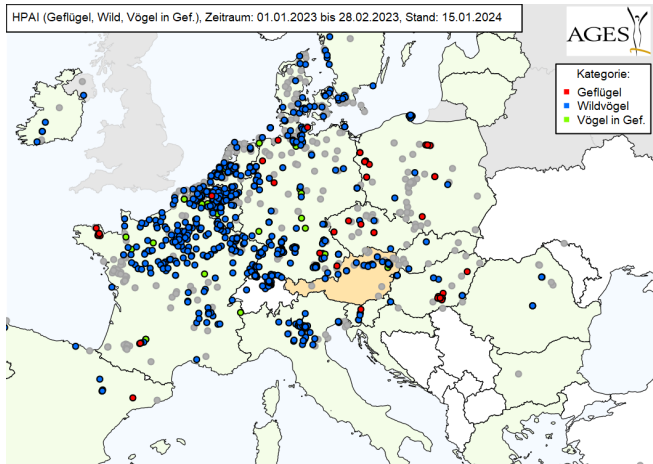 HPAI (Geflügel, Wild, Vögel in Gef.), Zeitraum: 01.01.2023 bis 28.02.2023, Stand: 15.01.2024
AGES
Kategorie:
Geflügel
Wildvögel
Vögel in Gef.